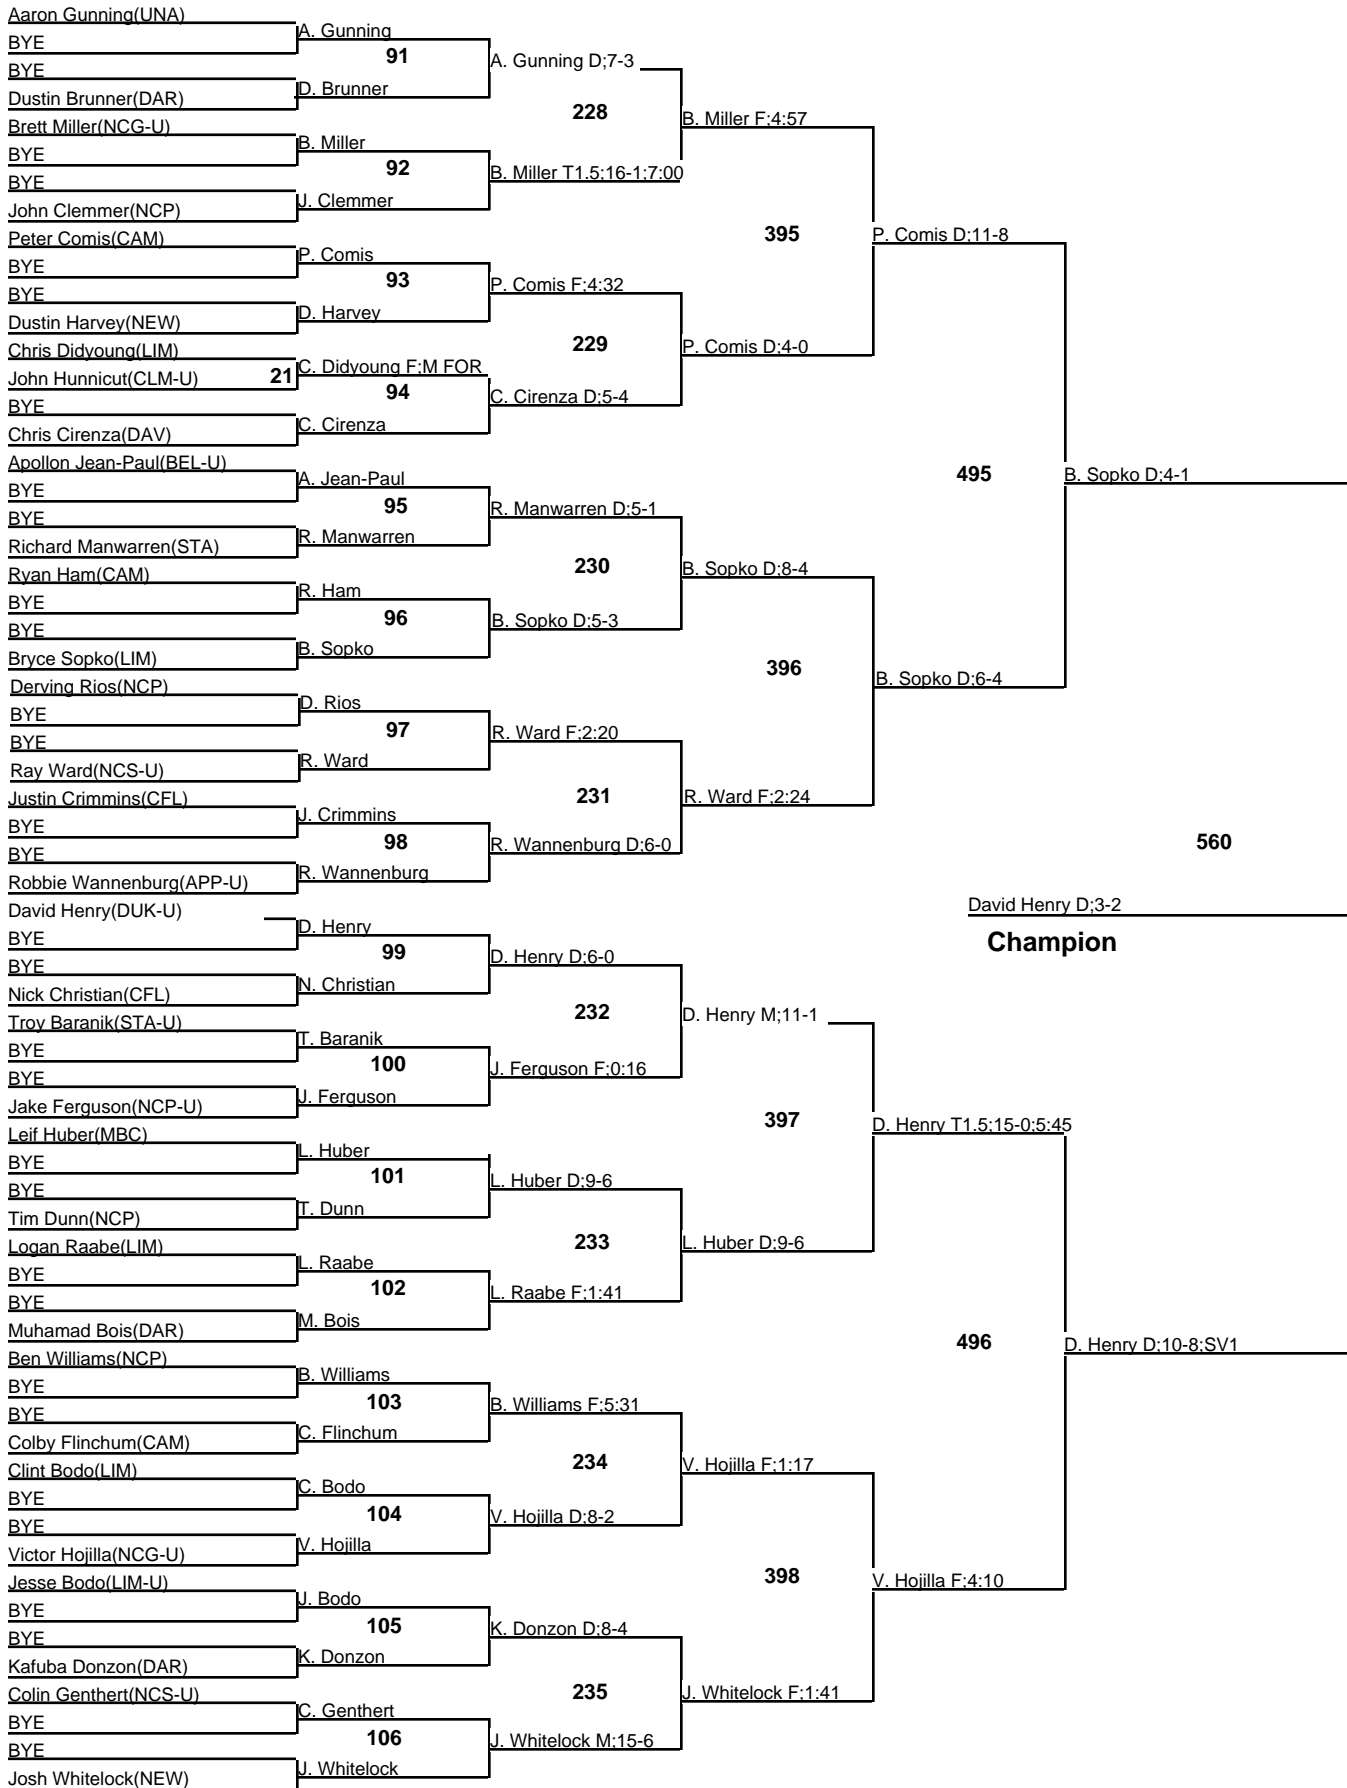 Aaron Gunning(UNA)
BYE
BYE
Dustin Brunner(DAR)
Brett Miller(NCG-U)
BYE
BYE
John Clemmer(NCP)
Peter Comis(CAM)
BYE
BYE
Dustin Harvey(NEW)
Chris Didyoung(LIM)
John Hunnicut(CLM-U)
BYE
Chris Cirenza(DAV)
Apollon Jean-Paul(BEL-U)
BYE
BYE
Richard Manwarren(STA)
Ryan Ham(CAM)
BYE
BYE
Bryce Sopko(LIM)
Derving Rios(NCP)
BYE
BYE
Ray Ward(NCS-U)
Justin Crimmins(CFL)
BYE
BYE
Robbie Wannenburg(APP-U)
David Henry(DUK-U)
BYE
BYE
Nick Christian(CFL)
Troy Baranik(STA-U)
BYE
BYE
Jake Ferguson(NCP-U)
Leif Huber(MBC)
BYE
BYE
Tim Dunn(NCP)
Logan Raabe(LIM)
BYE
BYE
Muhamad Bois(DAR)
Ben Williams(NCP)
BYE
BYE
Colby Flinchum(CAM)
Clint Bodo(LIM)
BYE
BYE
Victor Hojilla(NCG-U)
Jesse Bodo(LIM-U)
BYE
BYE
Kafuba Donzon(DAR)
Colin Genthert(NCS-U)
BYE
BYE
Josh Whitelock(NEW)
21
A. Gunning
91
D. Brunner
B. Miller
92
J. Clemmer
P. Comis
93
D. Harvey
C. Didyoung F;M FOR
94
C. Cirenza
A. Jean-Paul
95
R. Manwarren
R. Ham
96
B. Sopko
D. Rios
97
R. Ward
J. Crimmins
98
R. Wannenburg
D. Henry
99
N. Christian
T. Baranik
100
J. Ferguson
L. Huber
101
T. Dunn
L. Raabe
102
M. Bois
B. Williams
103
C. Flinchum
C. Bodo
104
V. Hojilla
J. Bodo
105
K. Donzon
C. Genthert
106
J. Whitelock
A. Gunning D;7-3
228
B. Miller T1.5;16-1;7:00
P. Comis F;4:32
229
C. Cirenza D;5-4
R. Manwarren D;5-1
230
B. Sopko D;5-3
R. Ward F;2:20
231
R. Wannenburg D;6-0
D. Henry D;6-0
232
J. Ferguson F;0:16
L. Huber D;9-6
233
L. Raabe F;1:41
B. Williams F;5:31
234
V. Hojilla D;8-2
K. Donzon D;8-4
235
J. Whitelock M;15-6
B. Miller F;4:57
395
P. Comis D;4-0
B. Sopko D;8-4
396
R. Ward F;2:24
D. Henry M;11-1
397
L. Huber D;9-6
V. Hojilla F;1:17
398
J. Whitelock F;1:41
P. Comis D;11-8
495
B. Sopko D;6-4
D. Henry T1.5;15-0;5:45
496
V. Hojilla F;4:10
B. Sopko D;4-1
560
D. Henry D;10-8;SV1
David Henry D;3-2
Champion